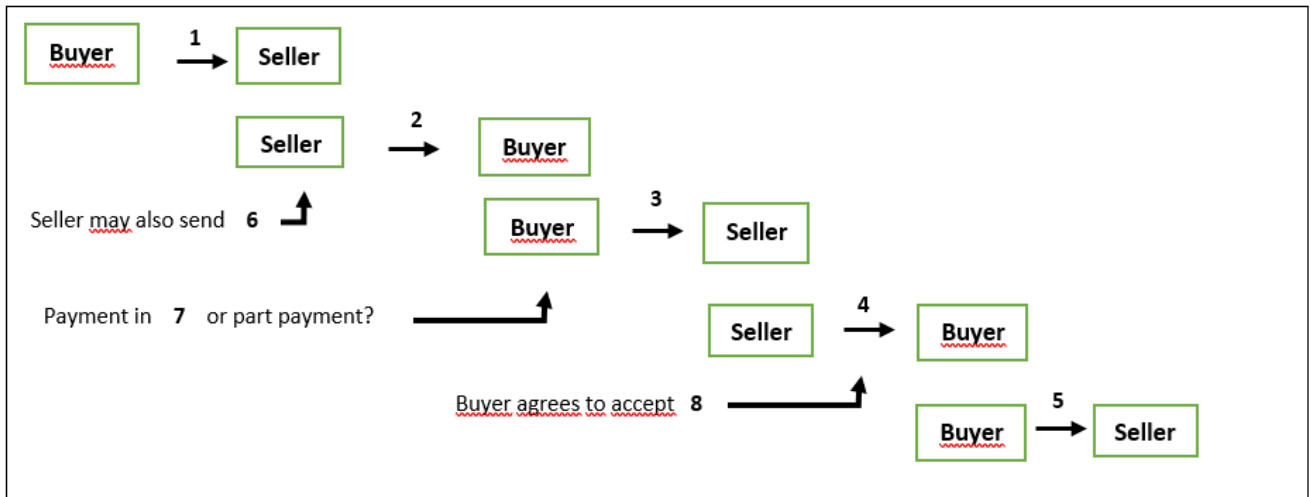 1
Buyer Seller
2
Seller Buyer
3
Seller may also send 6
Buyer Seller
4
Payment in 7 or part payment?
Seller Buyer
Buyer agrees to accept 8
5
Buyer Seller